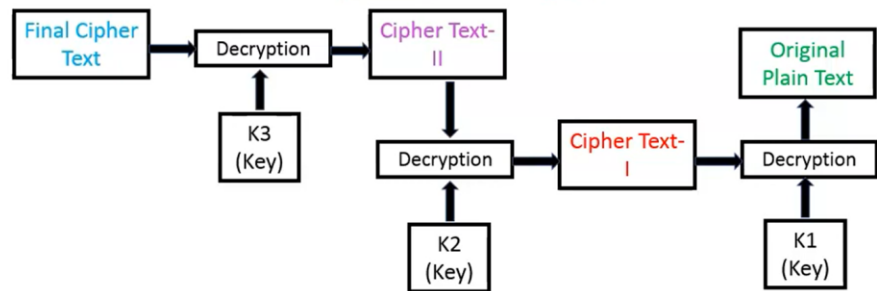 Final Cipher
Text
Decryption
Cipher Text-
II
K3
(Key)
Decryption
K2
(Key)
Cipher Text-
I
Original
Plain Text
Decryption
K1
(Key)